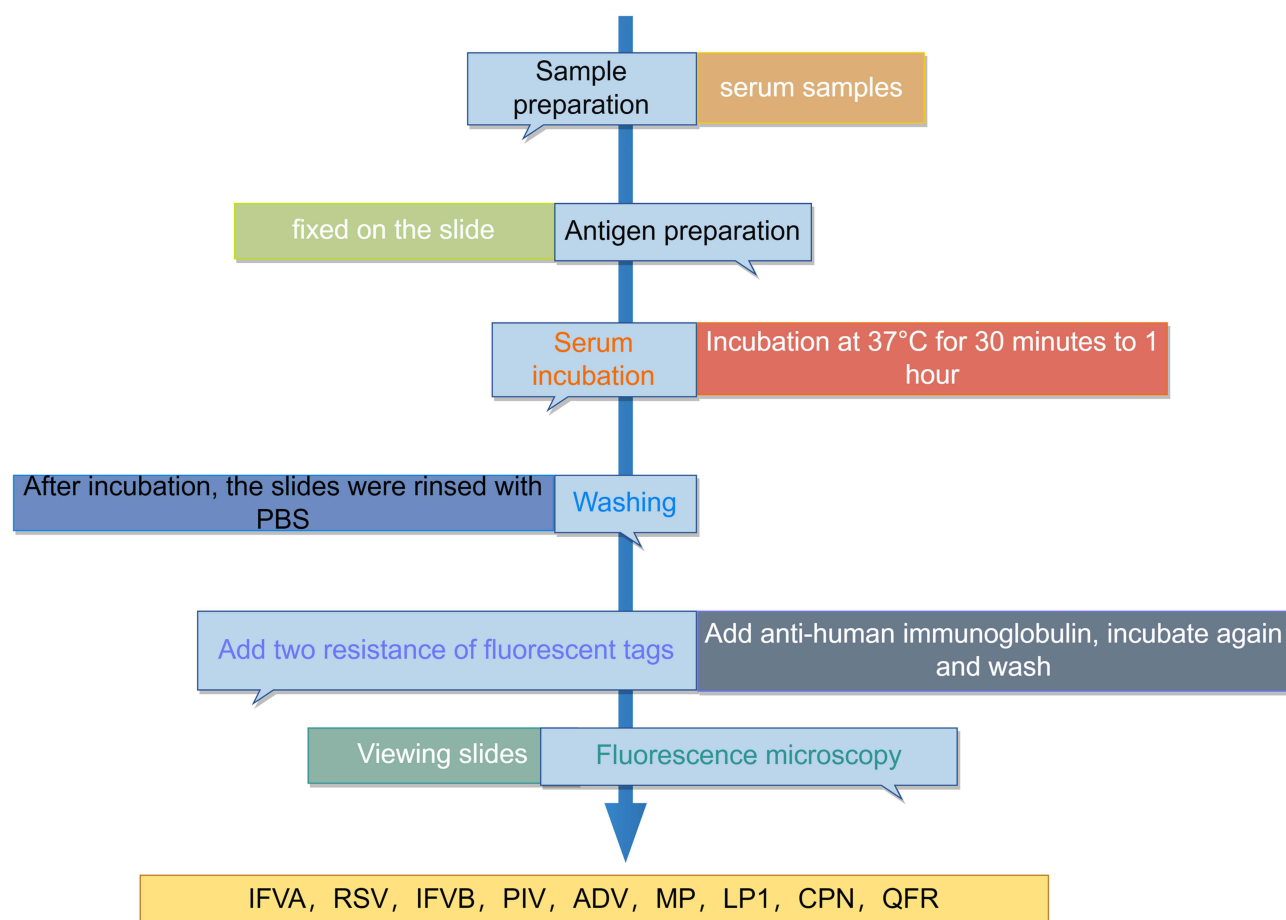 Sample
preparation
serum samples
fixed on the slide
Antigen preparation
Serum
incubation
Incubation at 37°C for 30 minutes to 1
hour
After incubation, the slides were rinsed with
PBS
Washing
Add two resistance of fluorescent tags
Add anti-human immunoglobulin, incubate again
and wash
Viewing slides
Fluorescence microscopy
IFVA, RSV, IFVB, PIV, ADV, MP, LP1, CPN, QFR